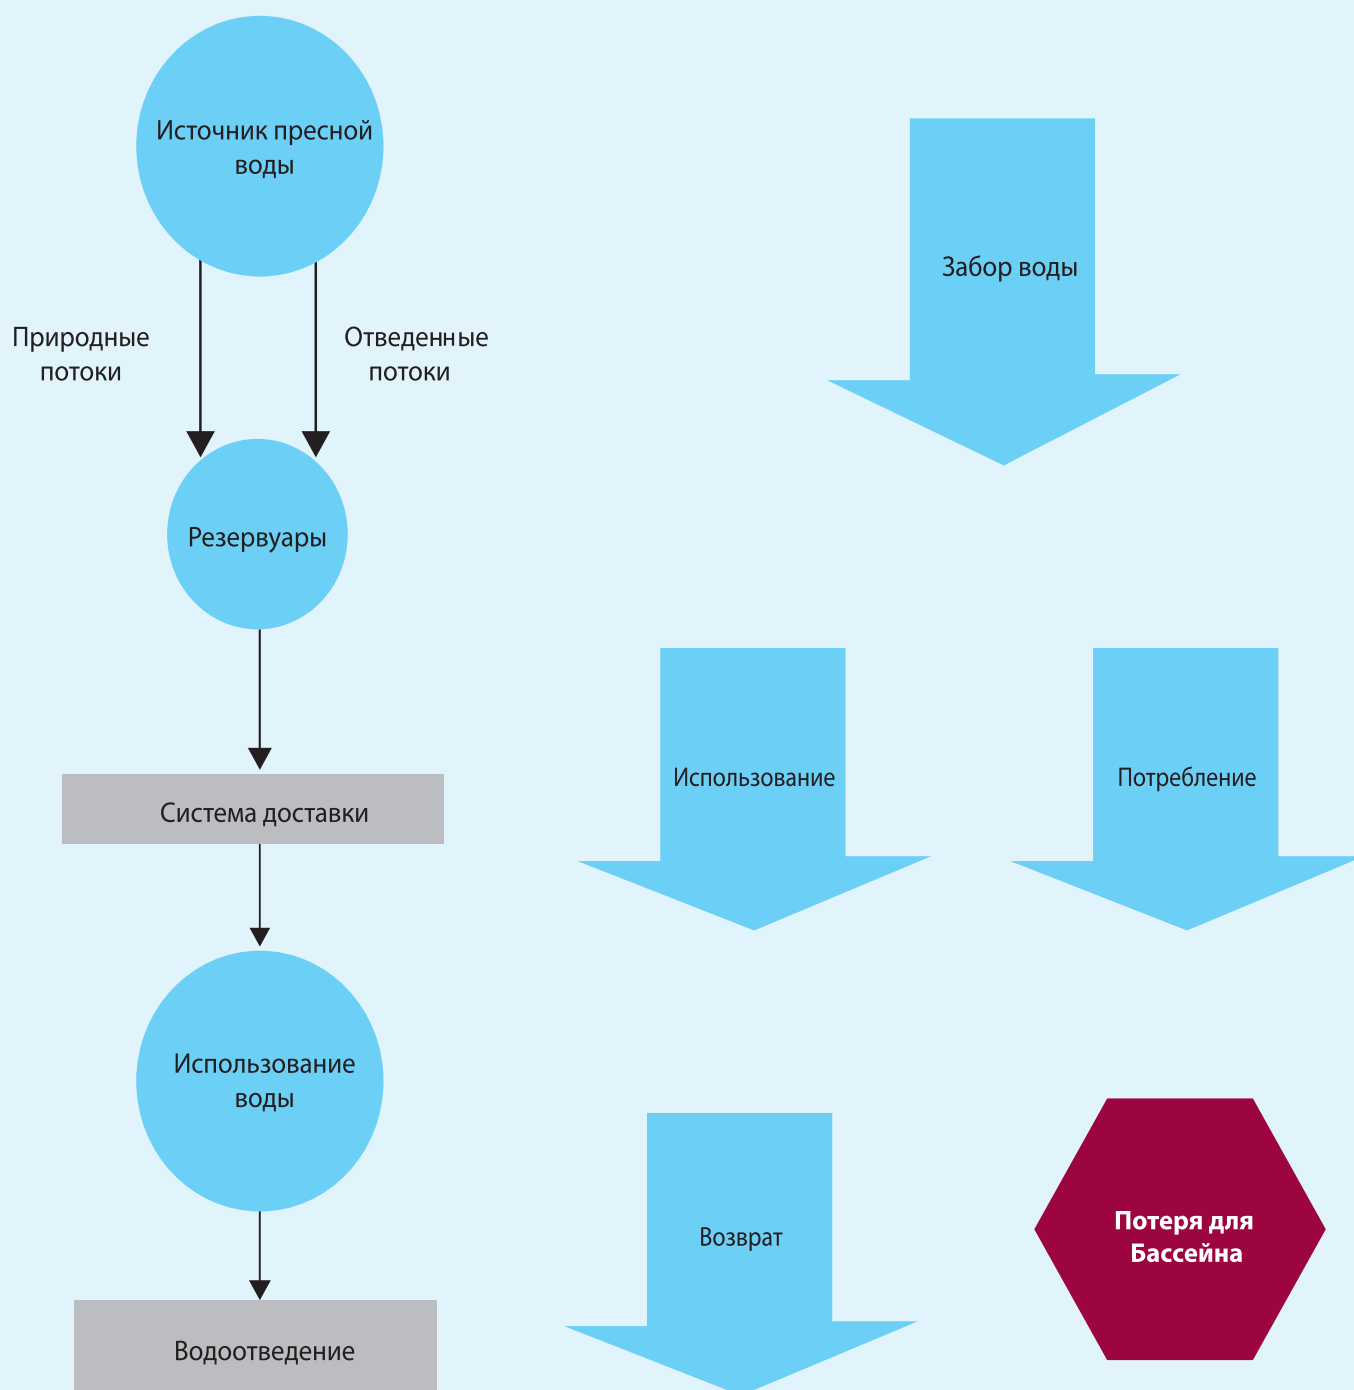 Источник пресной
воды
Забор воды
Природные
потоки
Отведенные
потоки
Резервуары
Система доставки
Использование
Потребление
Использование
воды
Возврат
Потеря для
Бассейна
Водоотведение